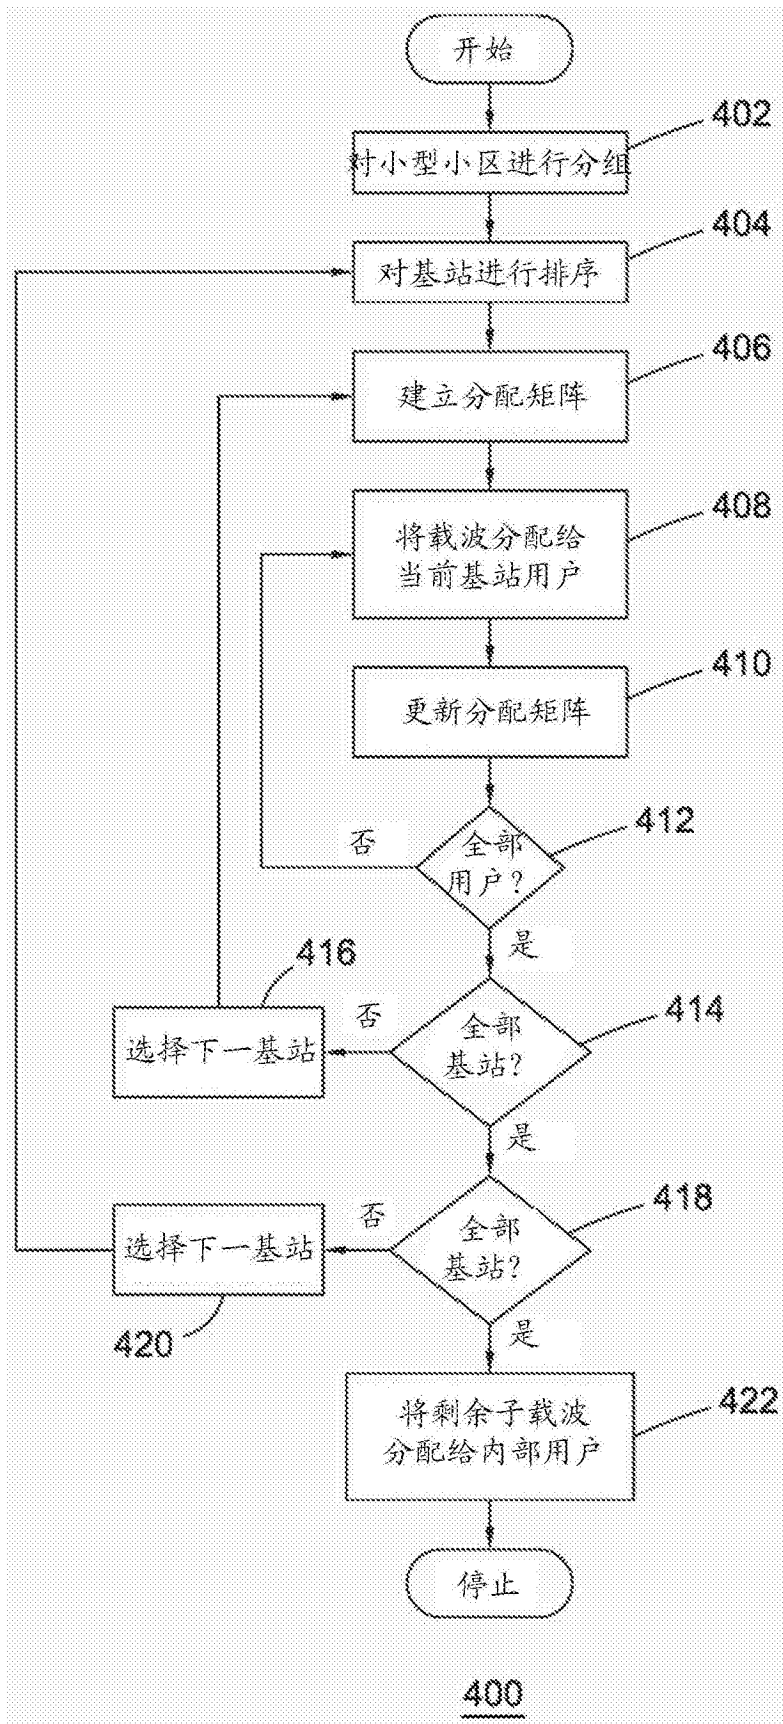 开始
402
对小型小区进行分组
404
对基站进行排序
406
建立分配矩阵
408
将载波分配给
当前基站用户
410
更新分配矩阵
412
否
全部
用户?
是
416
414
选择下一基站
否
全部
基站?
是
418
选择下一基站
否
全部
基站?
420
是
422
将剩余子载波
分配给内部用户
停止
400